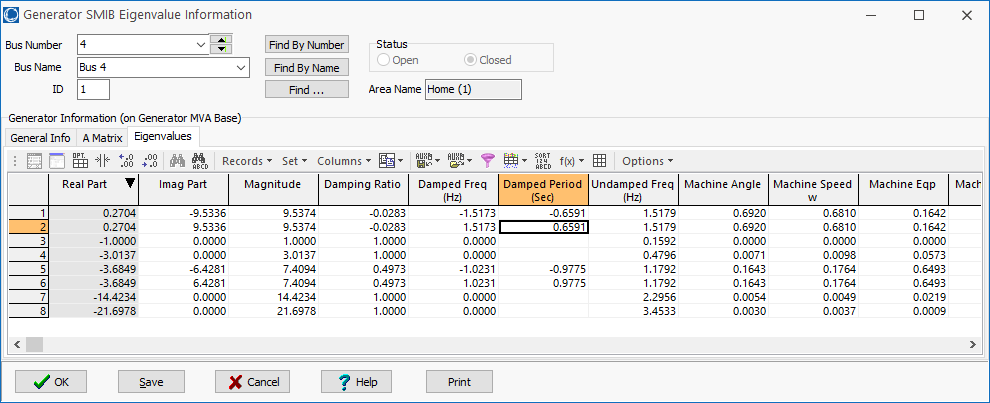 Generator SMIB Eigenvalue Information
Bus Number 4 Find By Number Status
Open Closed
Bus Name Bus 4 Find By Name
ID 1 Find ... Area Name Home (1)
Generator Information (on Generator MVA Base)
General Info A Matrix Eigenvalues
Records Set Columns AUXB AUXB SORT 124 ABCD f(x) Options
Real Part Imag Part Magnitude Damping Ratio Damped Freq (Hz) Damped Period (Sec) Undamped Freq (Hz) Machine Angle Machine Speed w Machine Eqp Mach
1 0.2704 -9.5336 9.5374 -0.0283 -1.5173 -0.6591 1.5179 0.6920 0.6810 0.1642
2 0.2704 9.5336 9.5374 -0.0283 1.5173 0.6591 1.5179 0.6920 0.6810 0.1642
3 -1.0000 0.0000 1.0000 1.0000 0.0000 0.1592 0.0000 0.0000 0.0000
4 -3.0137 0.0000 3.0137 1.0000 0.0000 0.4796 0.0071 0.0098 0.0573
5 -3.6849 -6.4281 7.4094 0.4973 -1.0231 -0.9775 1.1792 0.1643 0.1764 0.6493
6 -3.6849 6.4281 7.4094 0.4973 1.0231 0.9775 1.1792 0.1643 0.1764 0.6493
7 -14.4234 0.0000 14.4234 1.0000 0.0000 2.2956 0.0054 0.0049 0.0219
8 -21.6978 0.0000 21.6978 1.0000 0.0000 3.4533 0.0030 0.0037 0.0009
OK Save Cancel Help Print